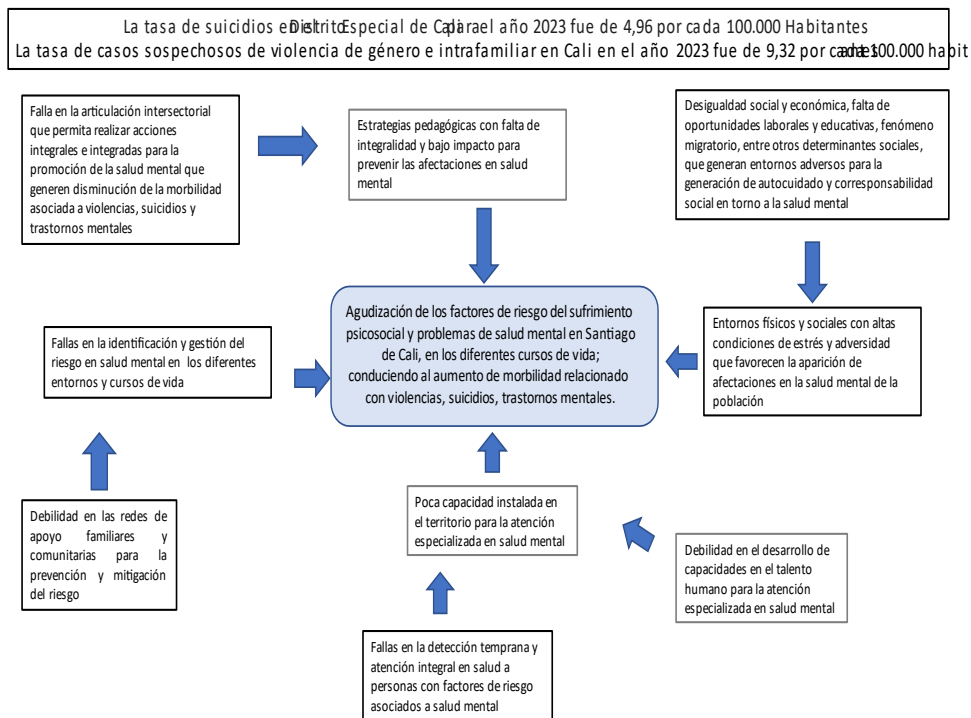 La tasa de suicidios en Distrito Especial de Cali para el año 2023 fue de 4,96 por cada 100.000 Habitantes
La tasa de casos sospechosos de violencia de género e intrafamiliar en Cali en el año 2023 fue de 9,32 por cada 100.000 habit
Falla en la articulación intersectorial
que permita realizar acciones
integrales e integradas para la
promoción de la salud mental que
generen disminución de la morbilidad
asociada a violencias, suicidios y
trastornos mentales
Estrategias pedagógicas con falta de
integralidad y bajo impacto para
prevenir las afectaciones en salud
mental
Desigualdad social y económica, falta de
oportunidades laborales y educativas, fenómeno
migratorio, entre otros determinantes sociales,
que generan entornos adversos para la
generación de autocuidado y corresponsabilidad
social en torno a la salud mental
Agudización de los factores de riesgo del sufrimiento
psicosocial y problemas de salud mental en Santiago
de Cali, en los diferentes cursos de vida;
conduciendo al aumento de morbilidad relacionado
con violencias, suicidios, trastornos mentales.
Fallas en la identificación y gestión del
riesgo en salud mental en los diferentes
entornos y cursos de vida
Entornos físicos y sociales con altas
condiciones de estrés y adversidad
que favorecen la aparición de
afectaciones en la salud mental de la
población
Debilidad en las redes de
apoyo familiares y
comunitarias para la
prevención y mitigación
del riesgo
Poca capacidad instalada en
el territorio para la atención
especializada en salud mental
Debilidad en el desarrollo de
capacidades en el talento
humano para la atención
especializada en salud mental
Fallas en la detección temprana y
atención integral en salud a
personas con factores de riesgo
asociados a salud mental